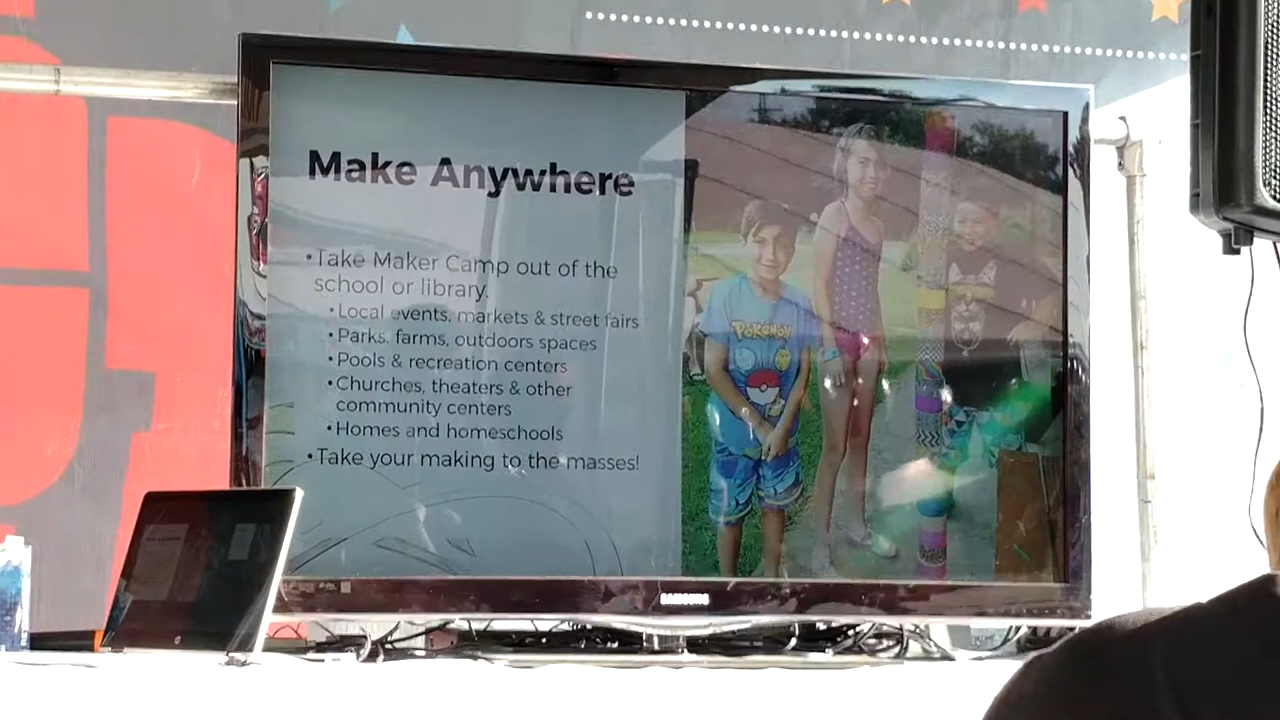 Make Anywhere
•Take Maker Camp out of the
school or library.
•Local events, markets & street fairs
•Parks, farms, outdoors spaces
•Pools & recreation centers
•Churches, theaters & other
community centers
•Homes and homeschools
•Take your making to the masses!
POKéMON
SAMSUNG